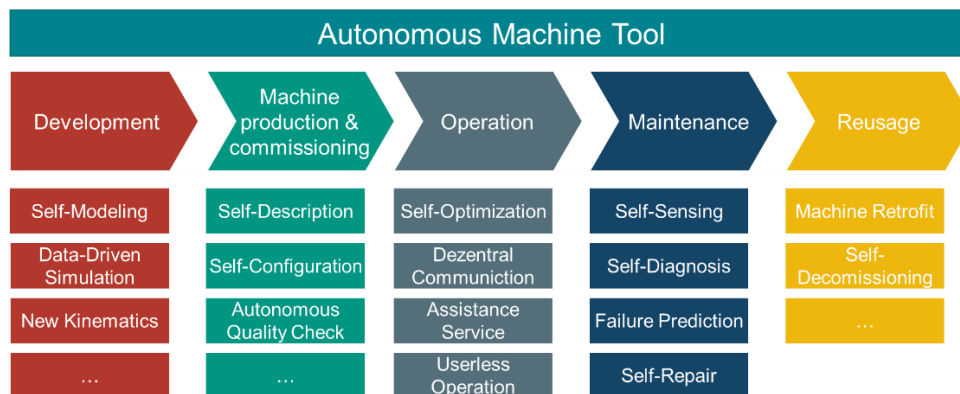 Autonomous Machine Tool
Development
Machine
production &
commissioning
Operation
Maintenance
Reusage
Self-Modeling
Data-Driven
Simulation
New Kinematics
…
Self-Description
Self-Configuration
Autonomous
Quality Check
…
Self-Optimization
Dezentral
Communiction
Assistance
Service
Userless
Operation
Self-Sensing
Self-Diagnosis
Failure Prediction
Self-Repair
Machine Retrofit
Self-
Decomissioning
…